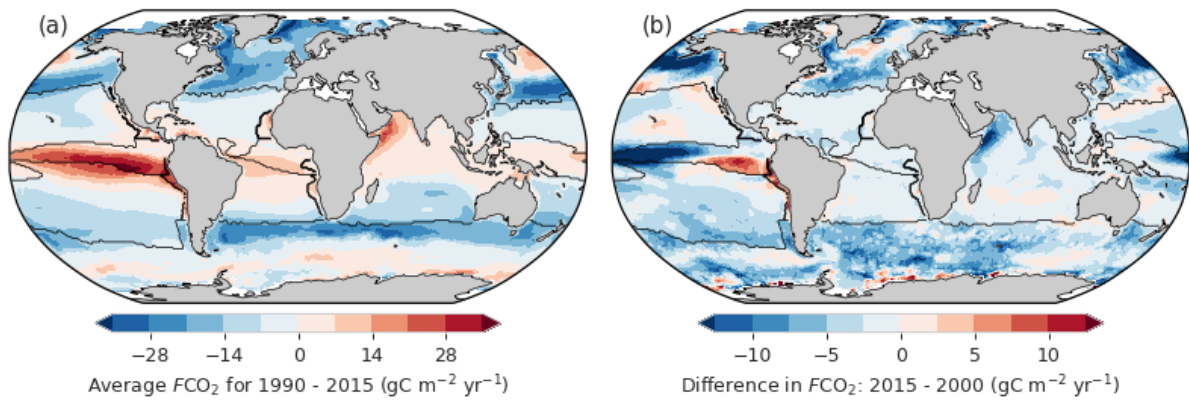 (a) (b)
−28 −14 0 14 28 −10 −5 0 5 10
Average FCO₂ for 1990 - 2015 (gC m⁻² yr⁻¹) Difference in FCO₂: 2015 - 2000 (gC m⁻² yr⁻¹)